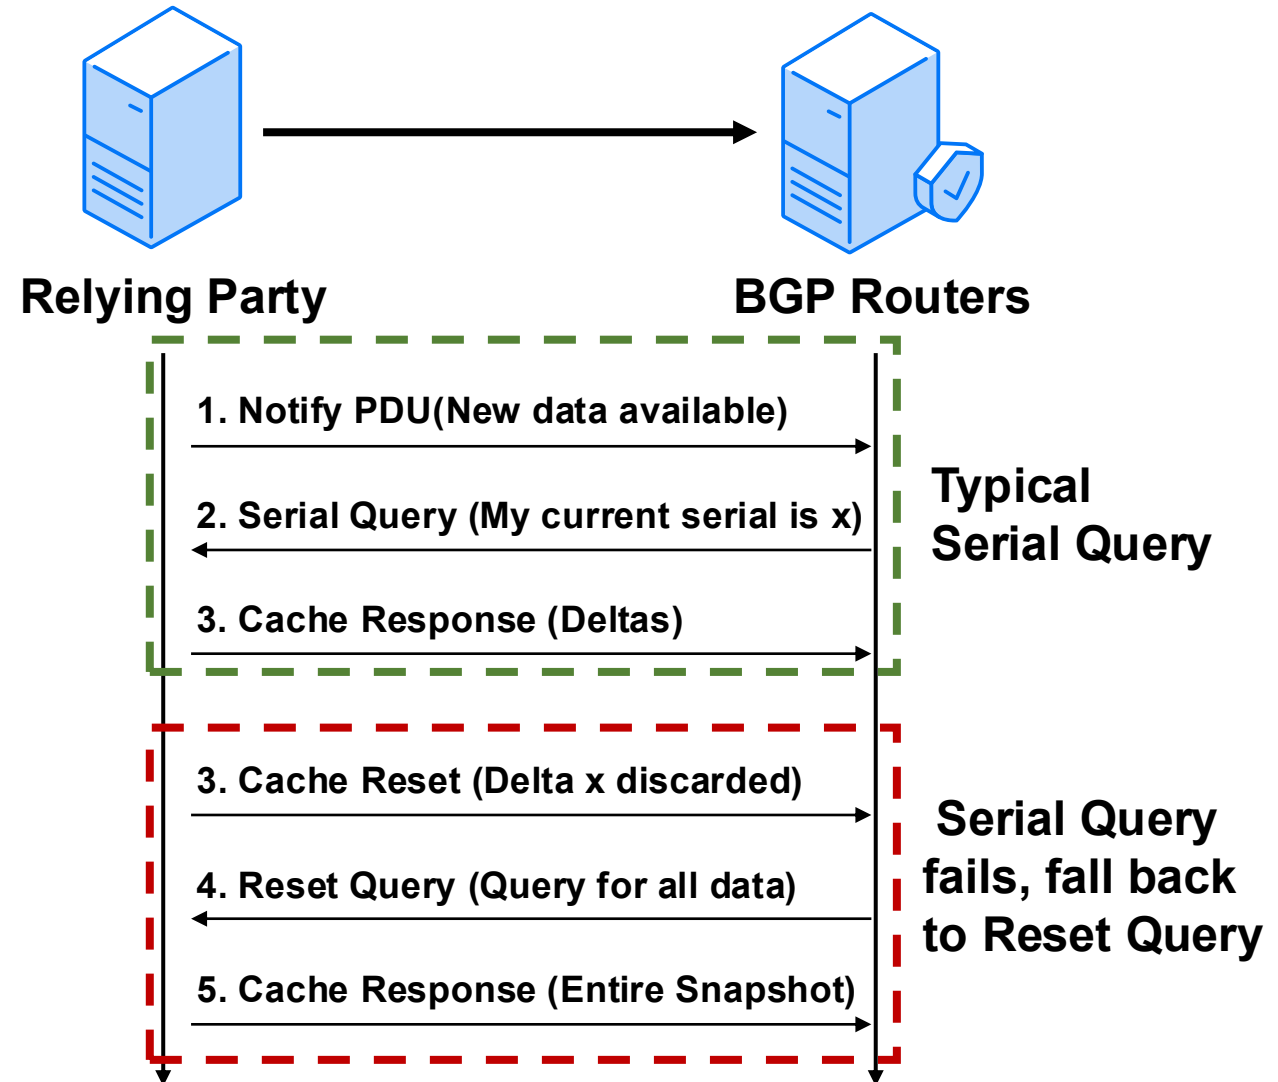 Relying Party
BGP Routers
1. Notify PDU(New data available)
2. Serial Query (My current serial is x)
3. Cache Response (Deltas)
Typical
Serial Query
3. Cache Reset (Delta x discarded)
4. Reset Query (Query for all data)
5. Cache Response (Entire Snapshot)
Serial Query
fails, fall back
to Reset Query